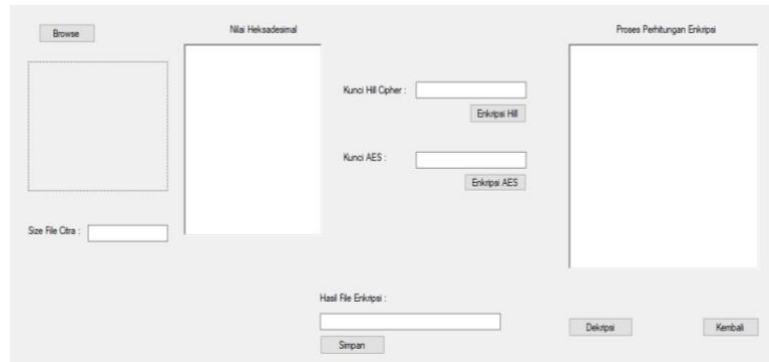 Browse
Nilai Heksadesimal
Proses Perhitungan Enkripsi
Kunci Hill Cipher :
Enkripsi Hill
Kunci AES :
Enkripsi AES
Size File Citra :
Hasil File Enkripsi :
Simpan
Dekripsi
Kembali